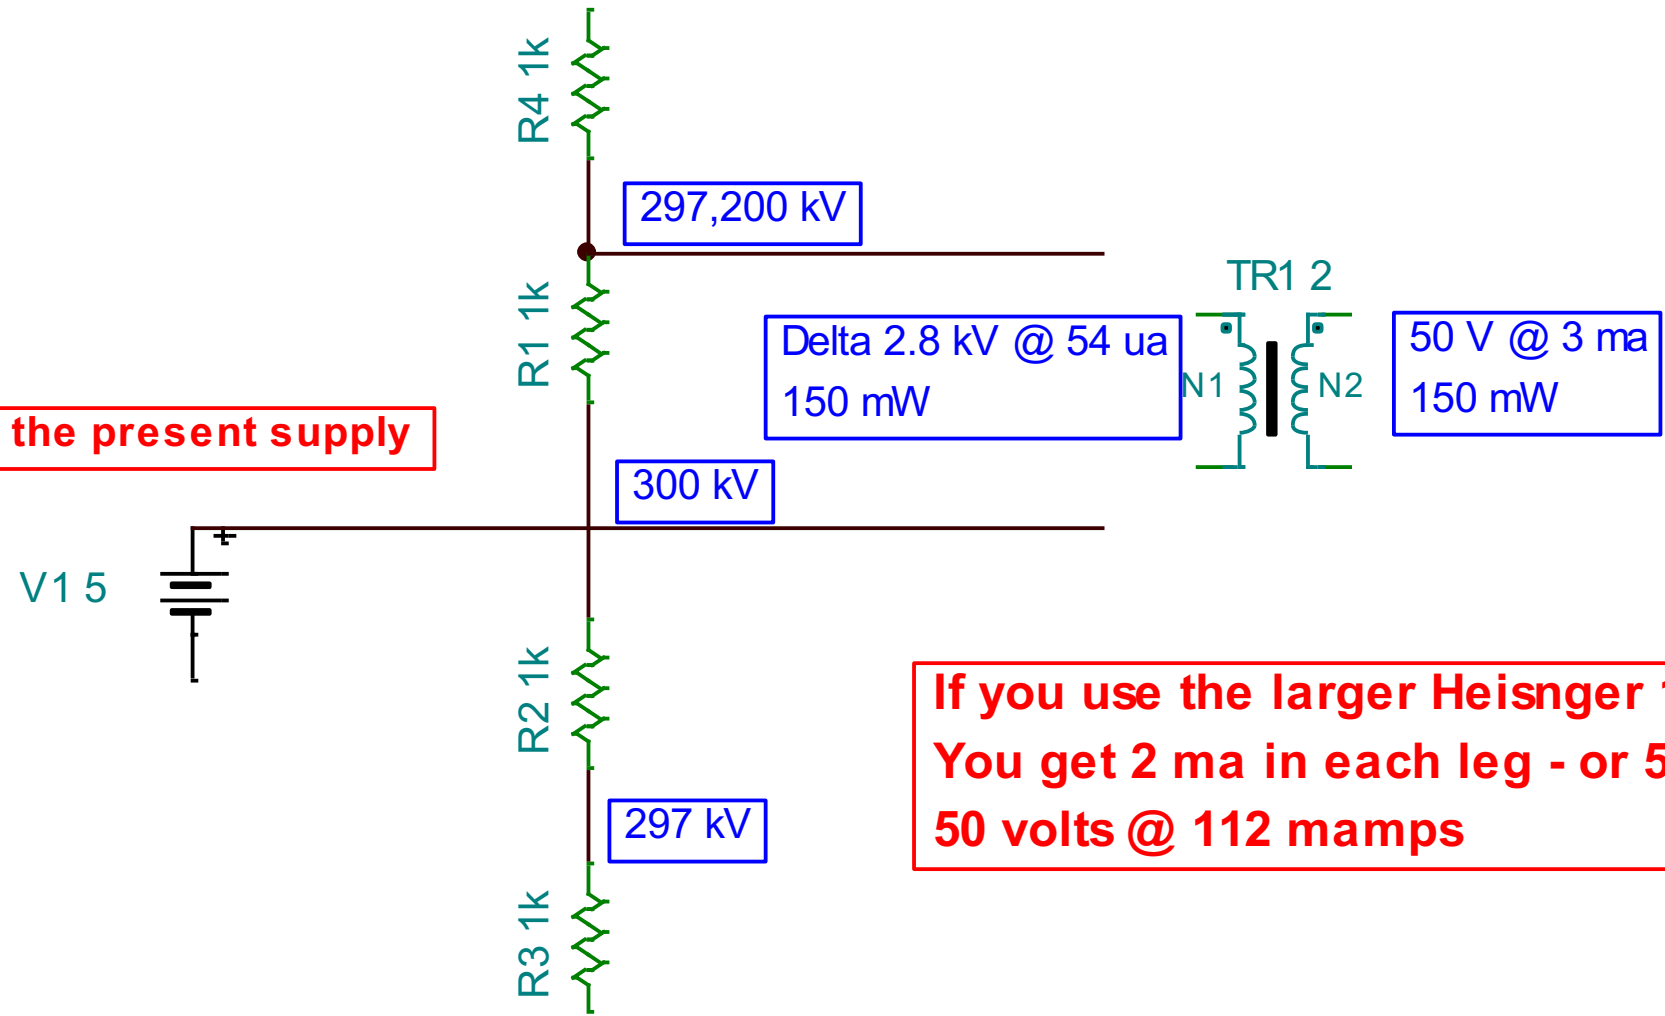 R4 1k
297,200 kV
TR1 2
R1 1k
Delta 2.8 kV @ 54 ua
150 mW
N1
N2
50 V @ 3 ma
150 mW
the present supply
300 kV
+
V1 5
R2 1k
If you use the larger Heisnger
You get 2 ma in each leg - or 5
50 volts @ 112 mamps
297 kV
R3 1k